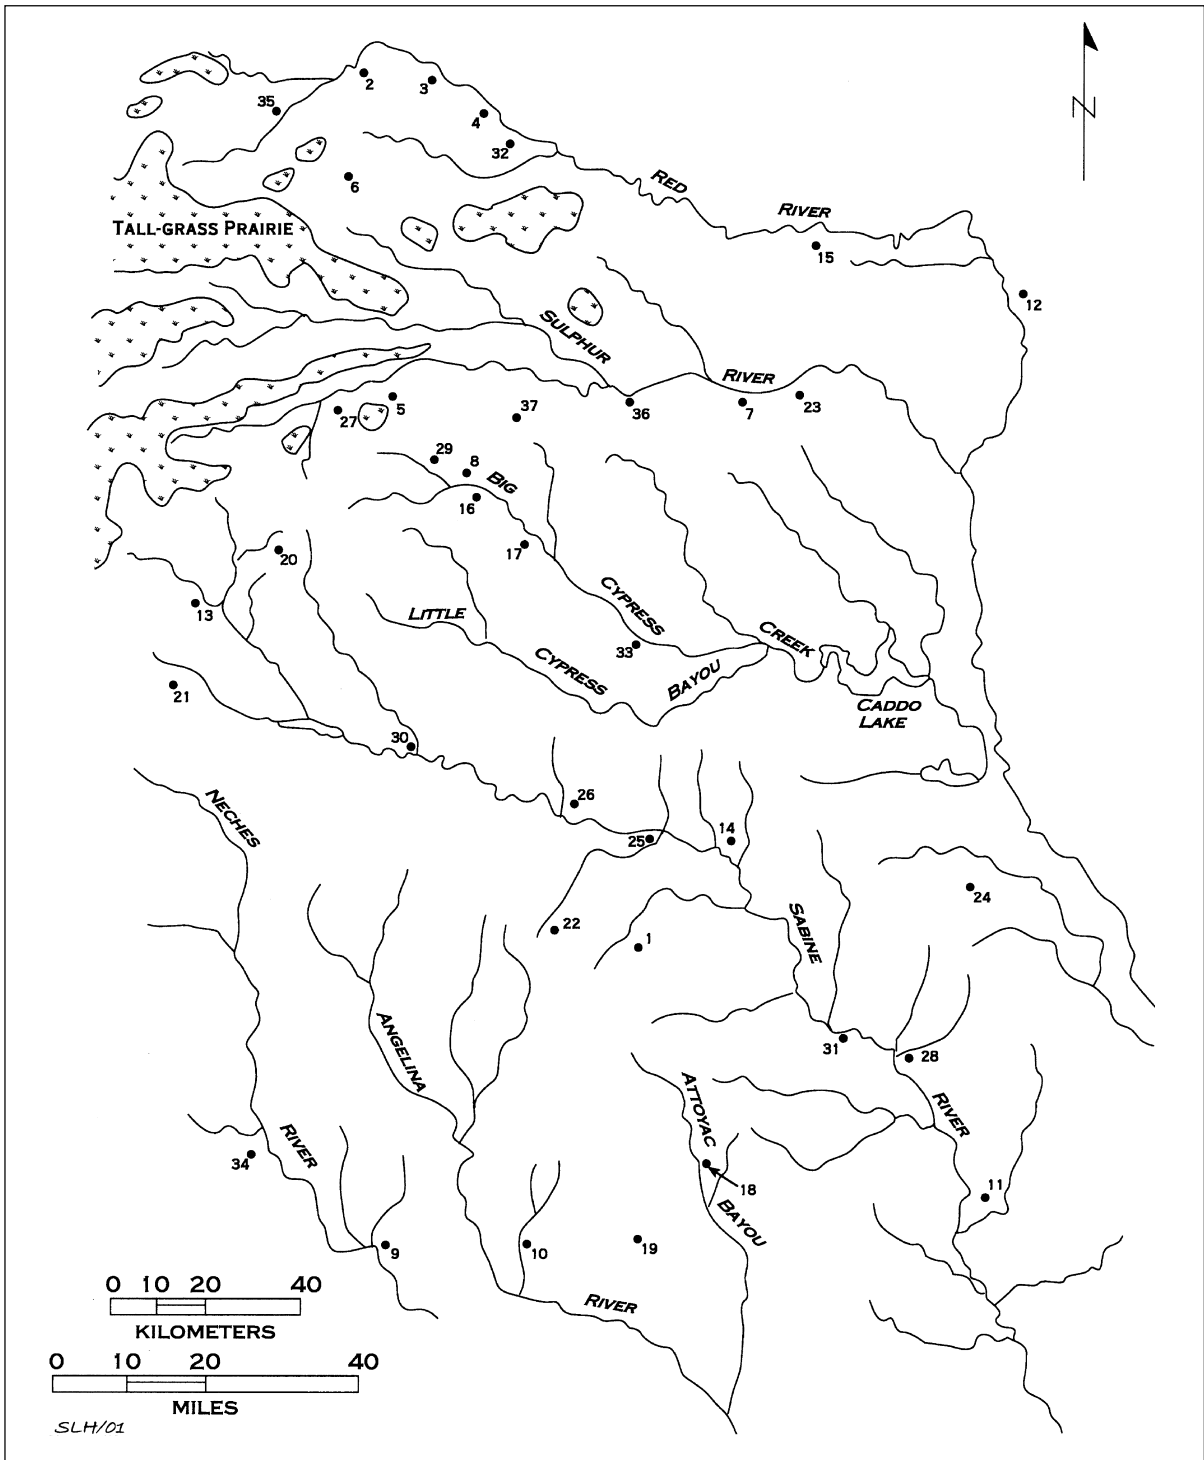 2
3
35
4
32
N
6
RED
RIVER
TALL-GRASS PRAIRIE
15
12
SULPHUR
RIVER
5
27
37
36
7
23
29
8
BIG
16
17
20
13
LITTLE
CYPRESS
CREEK
33
CYPRESS
BAYOU
21
CADDO
LAKE
30
NECHES
26
14
25
24
22
1
SABINE
ANGELINA
31
28
ATTOYAC
RIVER
RIVER
34
18
11
BAYOU
9
10
19
0 10 20 40
KILOMETERS
RIVER
0 10 20 40
MILES
SLH/01